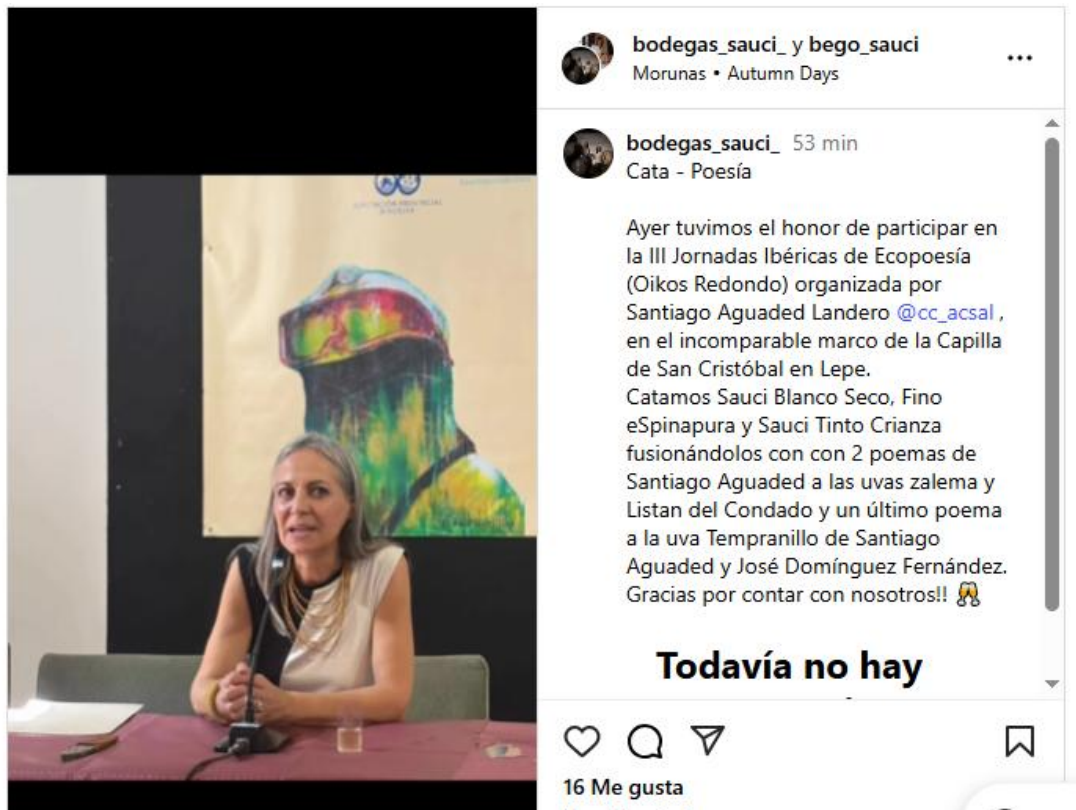 bodegas_sauci_ y bego_sauci
Morunas • Autumn Days
bodegas_sauci_ 53 min
Cata - Poesía
Ayer tuvimos el honor de participar en
la III Jornadas Ibéricas de Ecopoesía
(Oikos Redondo) organizada por
Santiago Aguaded Landero @cc_acsal ,
en el incomparable marco de la Capilla
de San Cristóbal en Lepe.
Catamos Sauci Blanco Seco, Fino
eSpinapura y Sauci Tinto Crianza
fusionándolos con con 2 poemas de
Santiago Aguaded a las uvas zalema y
Listan del Condado y un último poema
a la uva Tempranillo de Santiago
Aguaded y José Domínguez Fernández.
Gracias por contar con nosotros!! 🥂
Todavía no hay
16 Me gusta